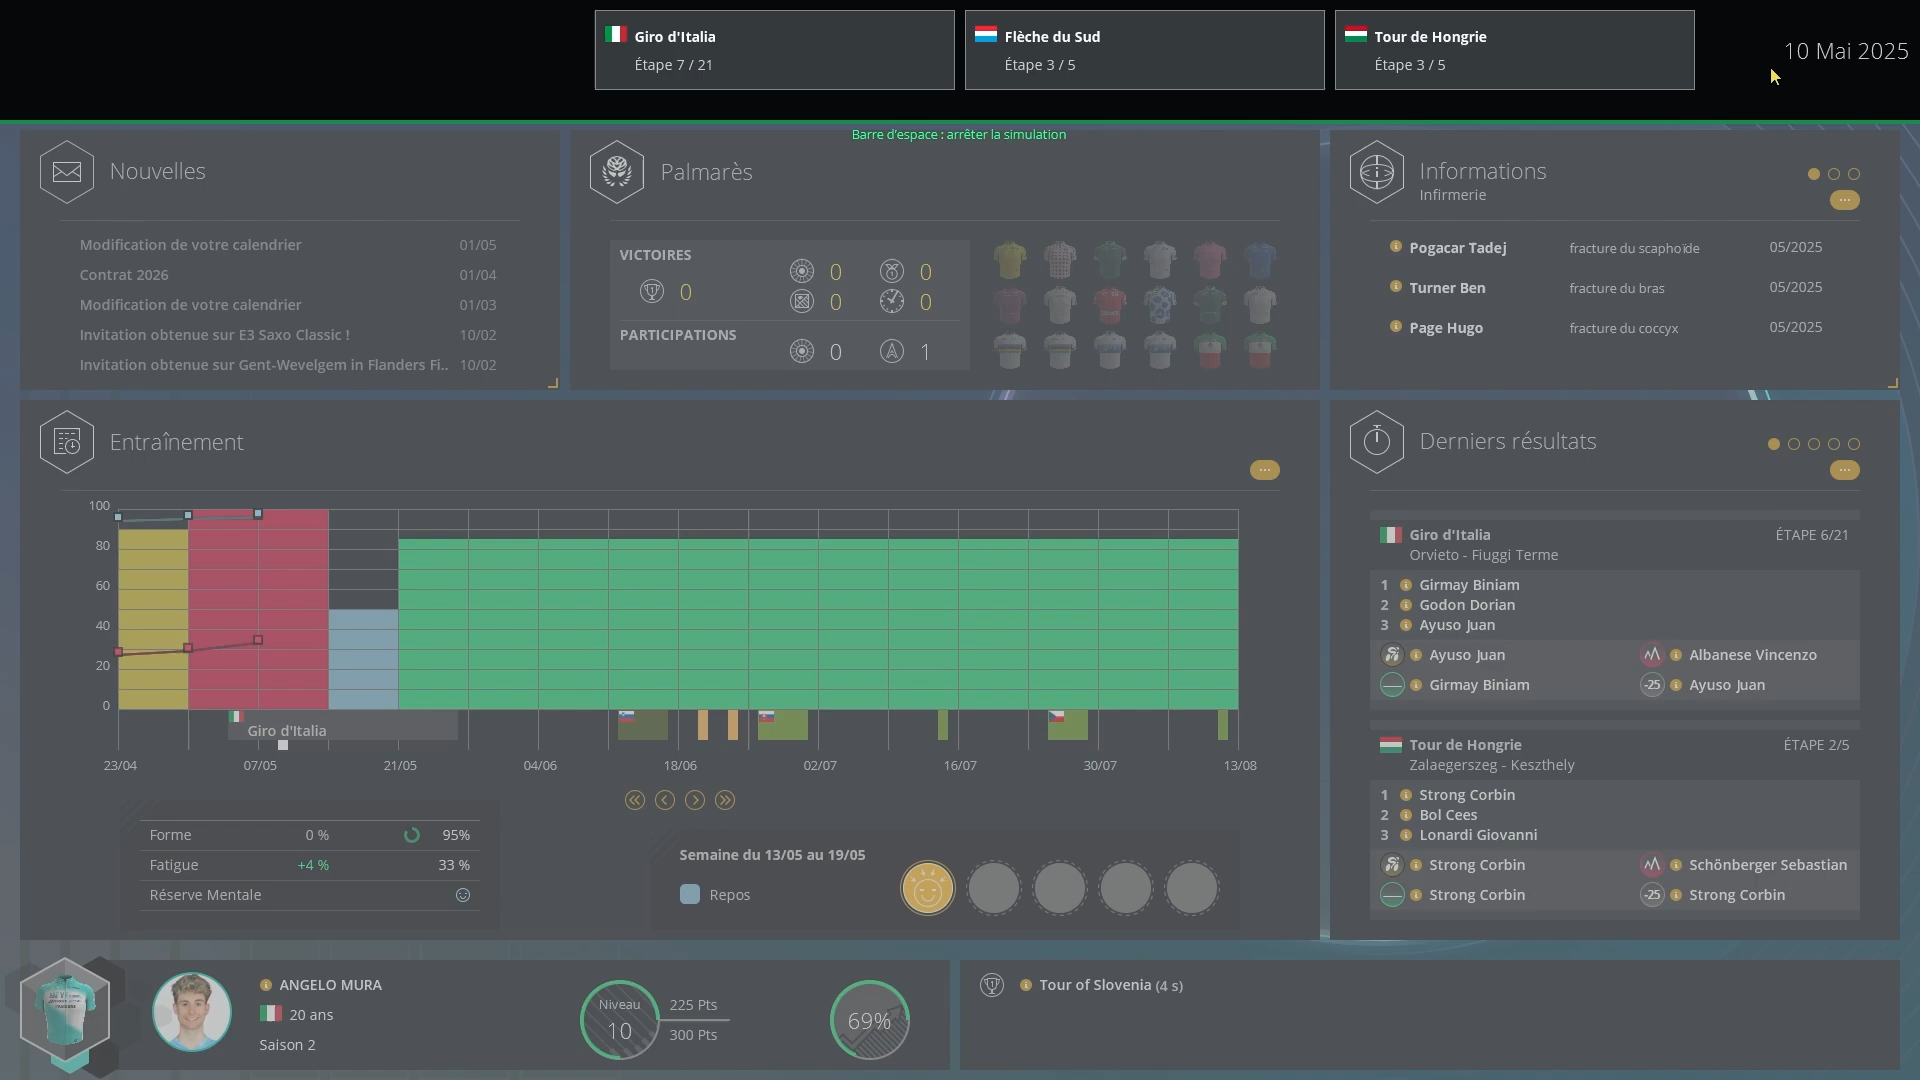 Giro d'Italia
Étape 7 / 21
Flèche du Sud
Étape 3 / 5
Tour de Hongrie
Étape 3 / 5
10 Mai 2025
Barre d'espace : arrêter la simulation
Nouvelles
Modification de votre calendrier 01/05
Contrat 2026 01/04
Modification de votre calendrier 01/03
Invitation obtenue sur E3 Saxo Classic ! 10/02
Invitation obtenue sur Gent-Wevelgem in Flanders Fi.. 10/02
Palmarès
VICTOIRES
0
0 0
0 0
PARTICIPATIONS
0 1
Informations
Infirmerie
...
Pogacar Tadej fracture du scaphoïde 05/2025
Turner Ben fracture du bras 05/2025
Page Hugo fracture du coccyx 05/2025
Entraînement
...
100
80
60
40
20
0
Giro d'Italia
23/04 07/05 21/05 04/06 18/06 02/07 16/07 30/07 13/08
Forme 0 % 95%
Fatigue +4 % 33 %
Réserve Mentale
Semaine du 13/05 au 19/05
Repos
Derniers résultats
...
Giro d'Italia ÉTAPE 6/21
Orvieto - Fiuggi Terme
1 Girmay Biniam
2 Godon Dorian
3 Ayuso Juan
Ayuso Juan Albanese Vincenzo
Girmay Biniam -25 Ayuso Juan
Tour de Hongrie ÉTAPE 2/5
Zalaegerszeg - Keszthely
1 Strong Corbin
2 Bol Cees
3 Lonardi Giovanni
Strong Corbin Schönberger Sebastian
Strong Corbin -25 Strong Corbin
ANGELO MURA
20 ans
Saison 2
Niveau
10
225 Pts
300 Pts
69%
Tour of Slovenia (4 s)